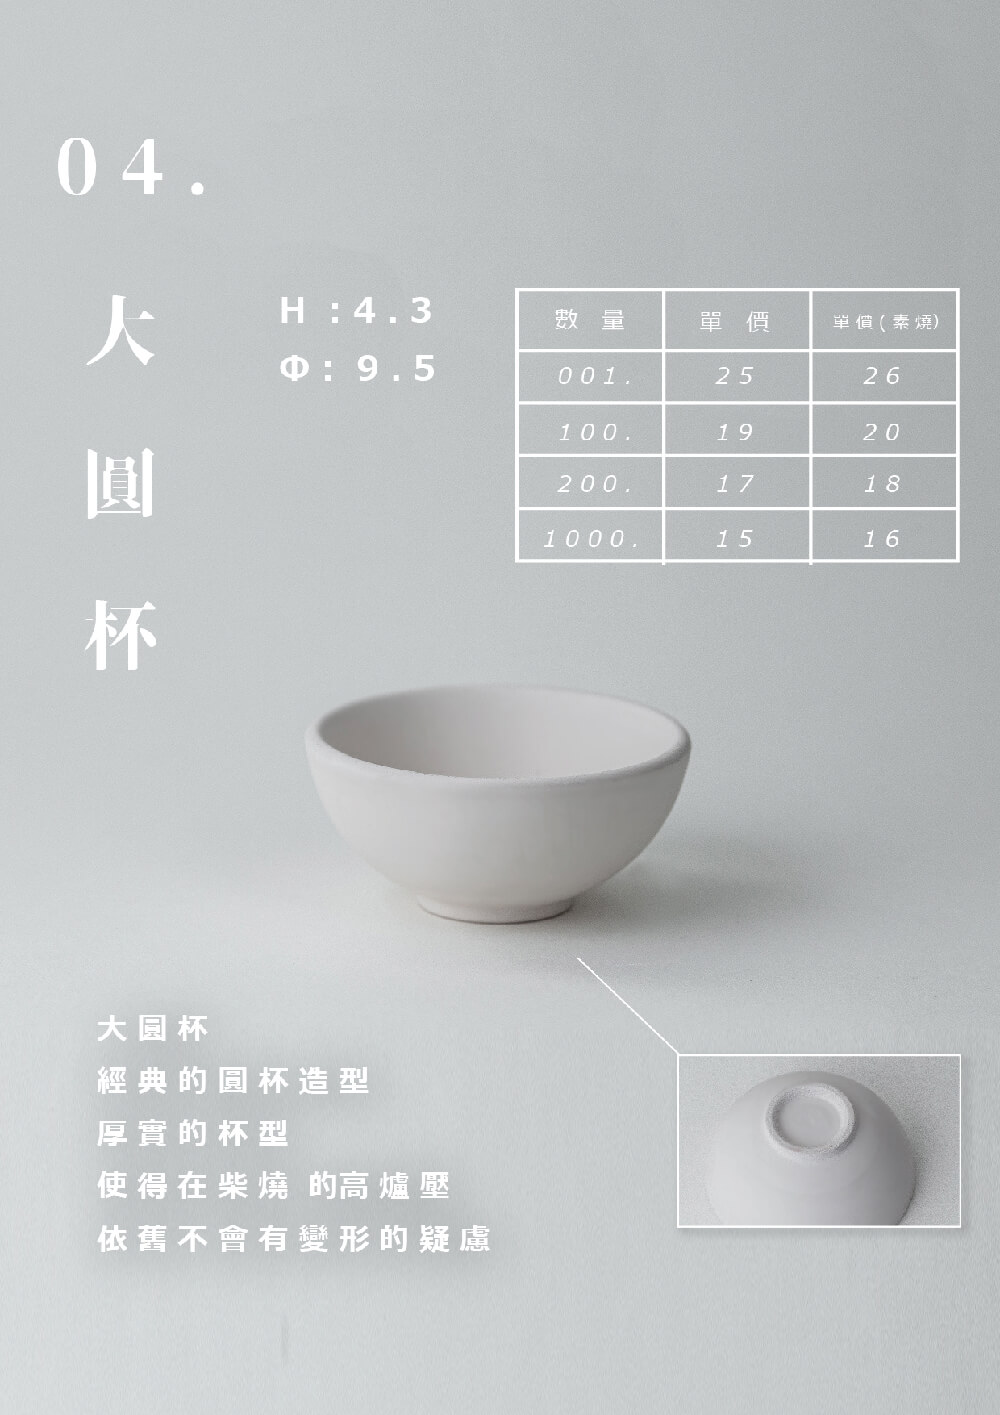 04.
大圓杯
H :4.3
Φ: 9.5
數量 單價 單價(素燒)
001. 25 26
100. 19 20
200. 17 18
1000. 15 16
大圓杯
經典的圓杯造型
厚實的杯型
使得在柴燒 的高爐壓
依舊不會有變形的疑慮